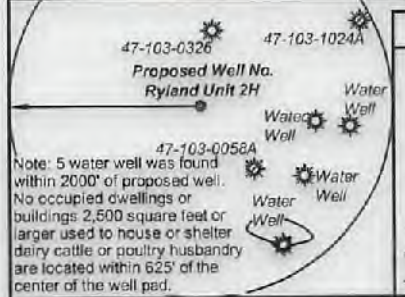 47-103-0326
47-103-1024A
Proposed Well No.
Ryland Unit 2H
Water
Well
Water
Well
47-103-0058A
Note: 5 water well was found
within 2000' of proposed well.
No occupied dwellings or
buildings 2,500 square feet or
larger used to house or shelter
dairy cattle or poultry husbandry
are located within 625' of the
center of the well pad.
Water
Well
Water
Well